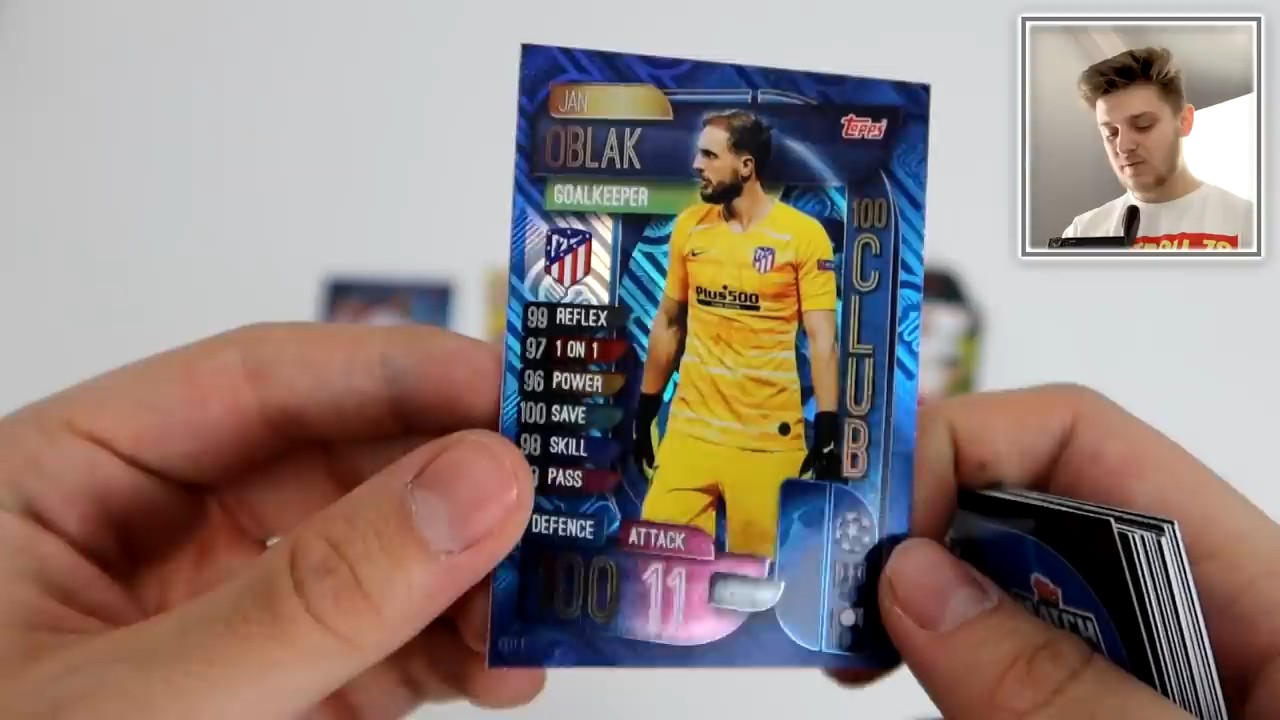 JAN
OBLAK
topps
GOALKEEPER
100
CLUB
99 REFLEX
97 1 ON 1
96 POWER
100 SAVE
98 SKILL
PASS
Plus500
DEFENCE
ATTACK
100
11